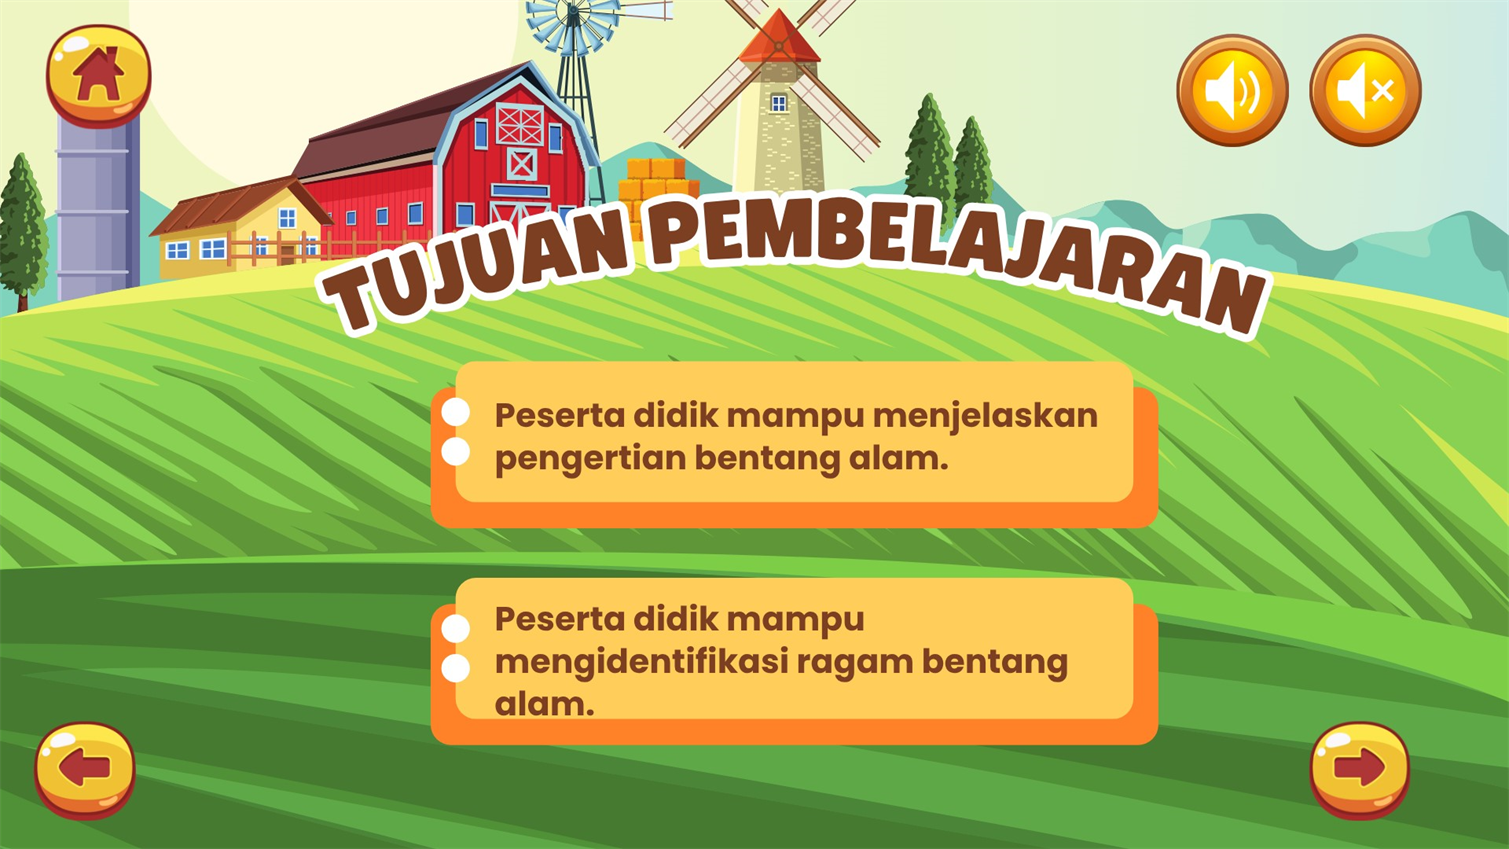 TUJUAN PEMBELAJARAN
Peserta didik mampu menjelaskan
pengertian bentang alam.
Peserta didik mampu
mengidentifikasi ragam bentang
alam.